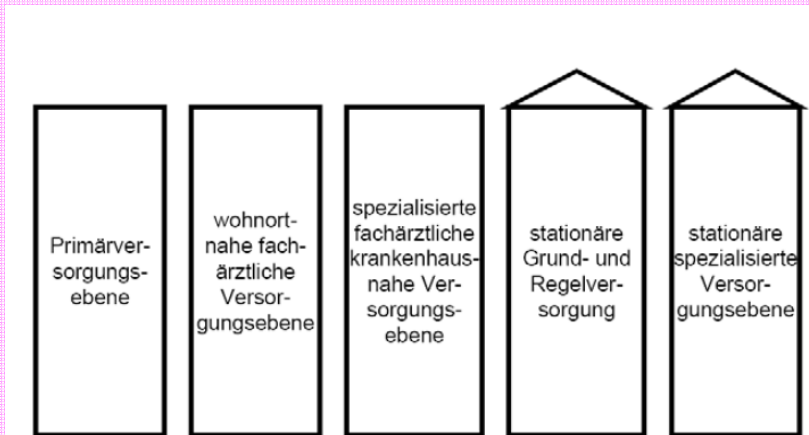 Primärver-
sorgungs-
ebene
wohnort-
nahe fach-
ärztliche
Versor-
gungsebene
spezialisierte
fachärztliche
krankenhaus-
nahe Ver-
sorgungs-
ebene
stationäre
Grund- und
Regelver-
sorgung
stationäre
spezialisierte
Versor-
gungsebene